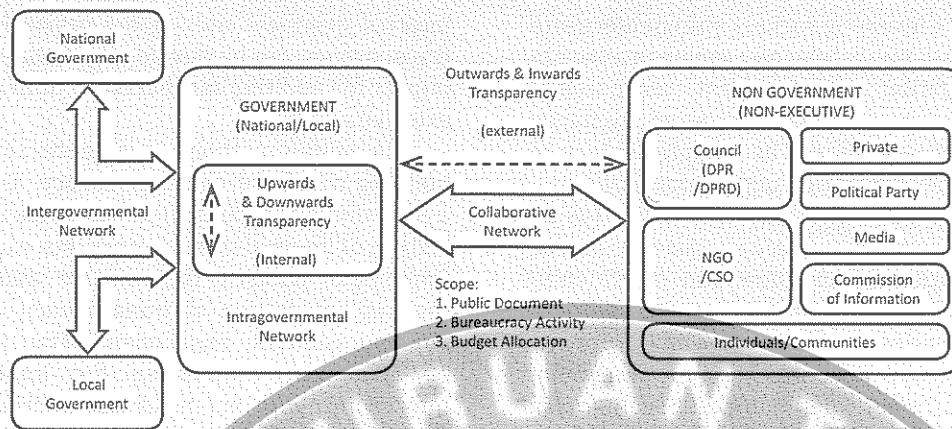 National
Government
Intergovernmental
Network
Local
Government
GOVERNMENT
(National/Local)
Upwards
& Downwards
Transparency
(Internal)
Intragovernmental
Network
Outwards & Inwards
Transparency
(external)
Collaborative
Network
Scope:
1. Public Document
2. Bureaucracy Activity
3. Budget Allocation
NON GOVERNMENT
(NON-EXECUTIVE)
Council
(DPR
/DPRD)
Private
Political Party
NGO
/CSO
Media
Commission
of Information
Individuals/Communities